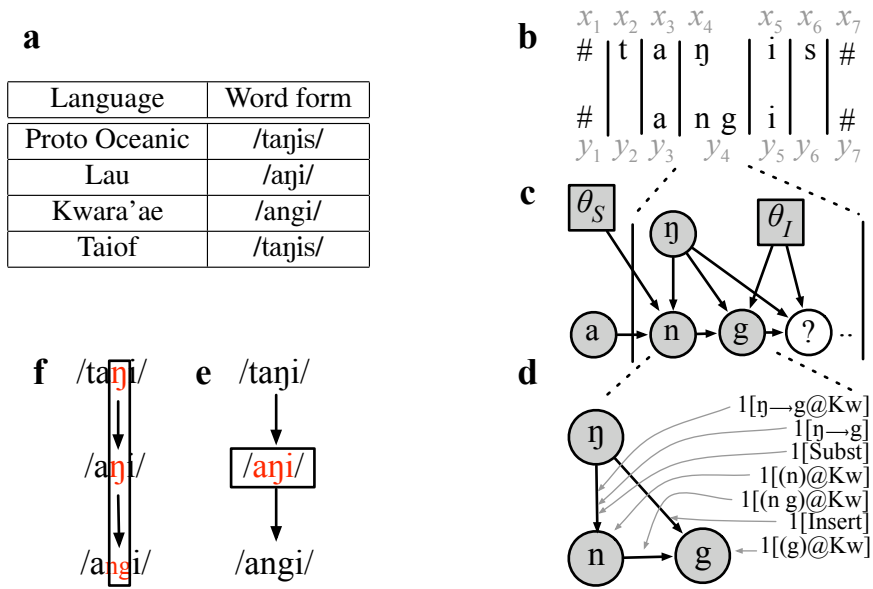 a
Language Word form
Proto Oceanic /taŋis/
Lau /aŋi/
Kwara'ae /angi/
Taiof /taŋis/
b
x1 x2 x3 x4 x5 x6 x7
# t a ŋ i s #
# a n g i #
y1 y2 y3 y4 y5 y6 y7
c
θS ŋ θI
a n g ? ..
d
ŋ
n g
1[ŋ→g@Kw]
1[ŋ→g]
1[Subst]
1[(n)@Kw]
1[(n g)@Kw]
1[Insert]
1[(g)@Kw]
f
/taŋi/
/aŋi/
/angi/
e
/taŋi/
/aŋi/
/angi/